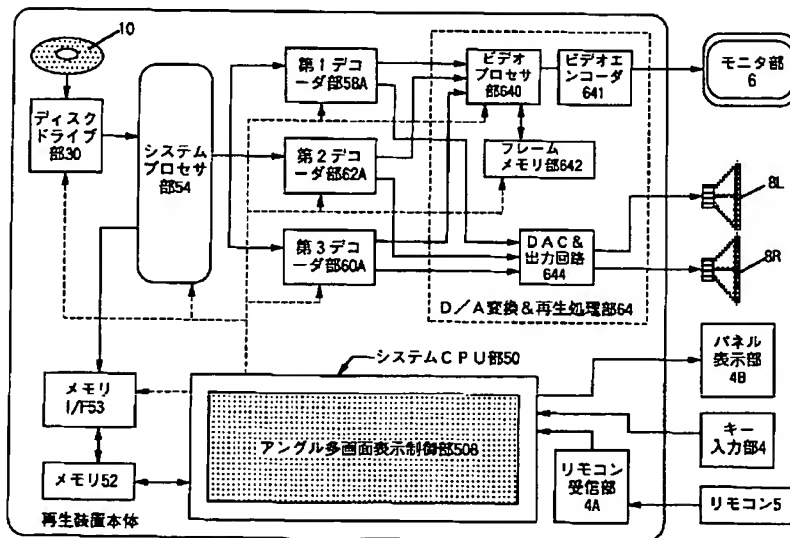 10
ディスク
ドライブ
部30
システム
プロセサ
部54
第1デコ
ーダ部58A
第2デコ
ーダ部62A
第3デコ
ーダ部60A
ビデオ
プロセサ
部640
ビデオエ
ンコーダ
641
フレーム
メモリ部642
DAC&
出力回路
644
D/A変換&再生処理部64
モニタ部
6
8L
8R
システムCPU部50
アングル多画面表示制御部508
メモリ
I/F53
メモリ52
再生装置本体
パネル
表示部
4B
キー
入力部4
リモコン
受信部
4A
リモコン5